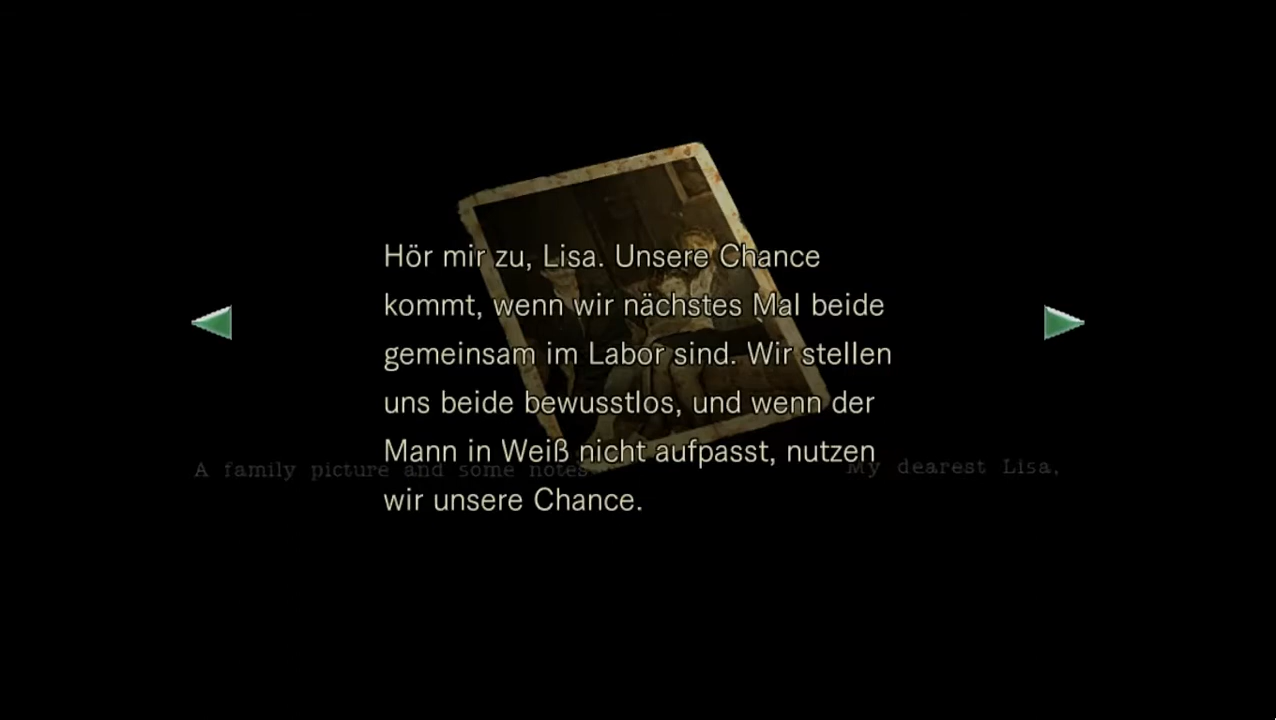 Hör mir zu, Lisa. Unsere Chance
kommt, wenn wir nächstes Mal beide
gemeinsam im Labor sind. Wir stellen
uns beide bewusstlos, und wenn der
Mann in Weiß nicht aufpasst, nutzen
wir unsere Chance.
A family picture and some notes
My dearest Lisa,